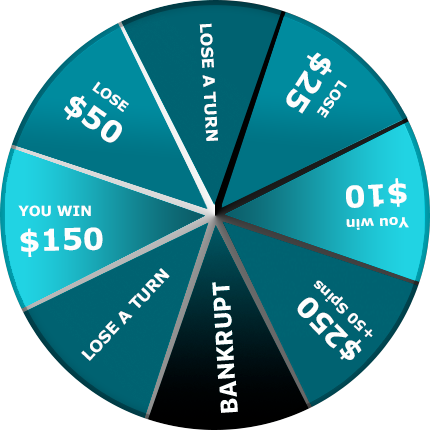 LOSE A TURN
LOSE
$25
You win
$10
$250
+50 Spins
BANKRUPT
LOSE A TURN
YOU WIN
$150
LOSE
$50